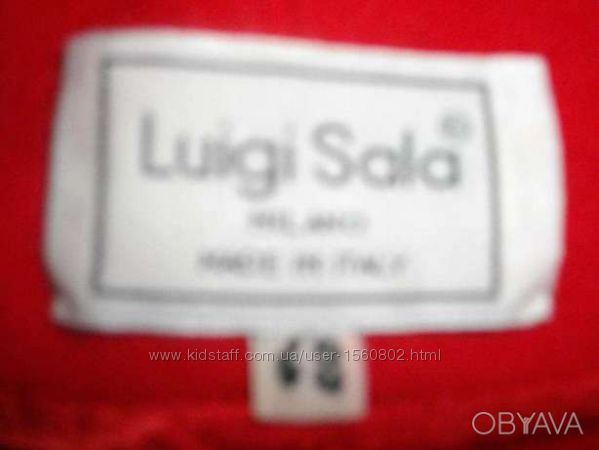 Luigi Sala ©
MILANO
MADE IN ITALY
www.kidstaff.com.ua/user-1560802.html
OBYAVA